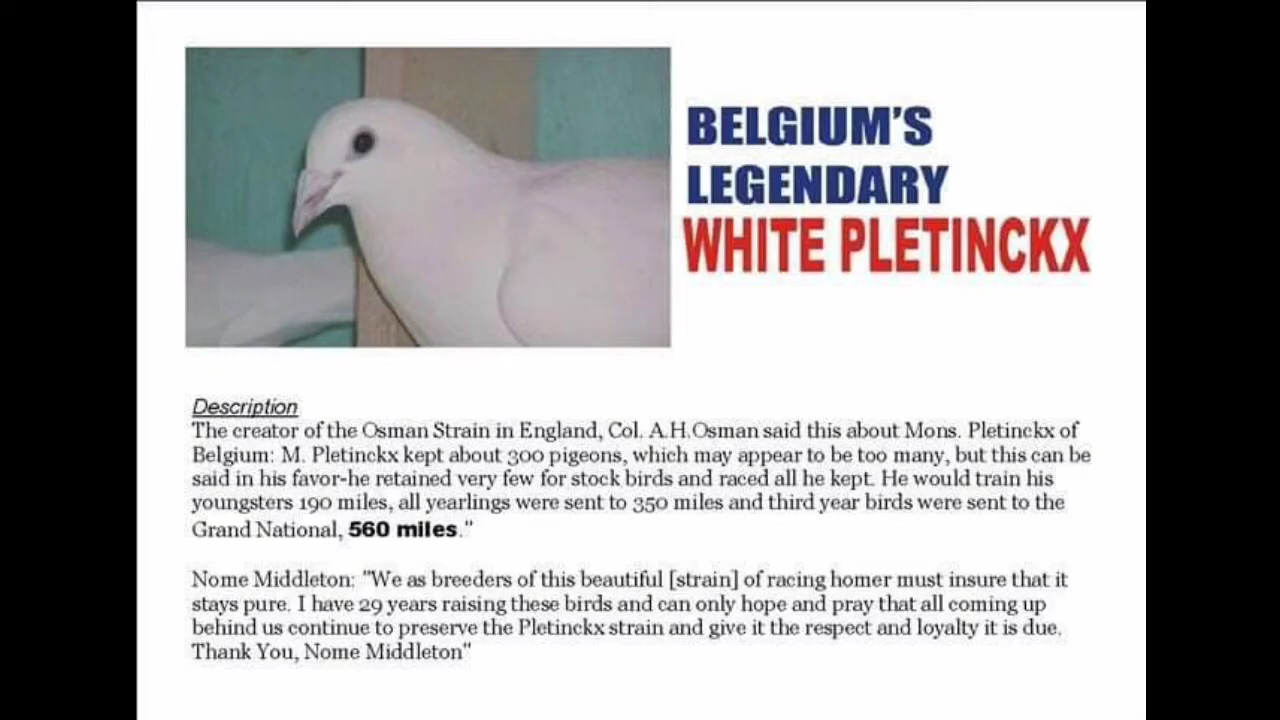 BELGIUM'S
LEGENDARY
WHITE PLETINCKX
Description
The creator of the Osman Strain in England, Col. A.H.Osman said this about Mons. Pletinckx of
Belgium: M. Pletinckx kept about 300 pigeons, which may appear to be too many, but this can be
said in his favor-he retained very few for stock birds and raced all he kept. He would train his
youngsters 190 miles, all yearlings were sent to 350 miles and third year birds were sent to the
Grand National, 560 miles."
Nome Middleton: "We as breeders of this beautiful [strain] of racing homer must insure that it
stays pure. I have 29 years raising these birds and can only hope and pray that all coming up
behind us continue to preserve the Pletinckx strain and give it the respect and loyalty it is due.
Thank You, Nome Middleton"